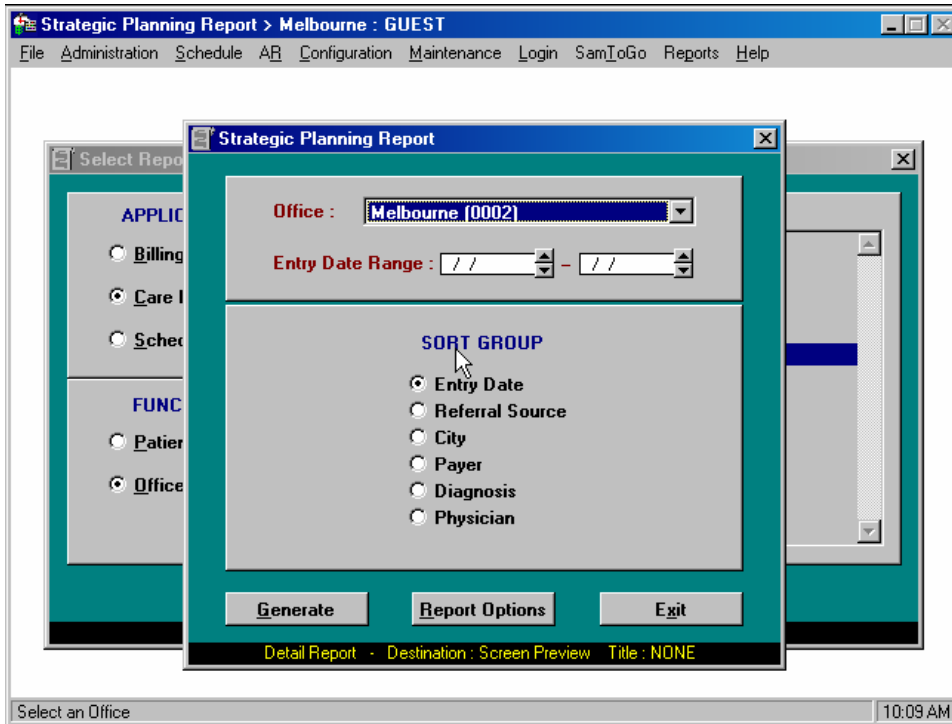 Strategic Planning Report > Melbourne : GUEST
File Administration Schedule AR Configuration Maintenance Login SamToGo Reports Help
Strategic Planning Report
Select Repo
Office : Melbourne (0002)
Entry Date Range : / / – / /
APPLIC
Billing
Care
Sched
FUNC
Patien
Office
SORT GROUP
Entry Date
Referral Source
City
Payer
Diagnosis
Physician
Generate Report Options Exit
Detail Report - Destination : Screen Preview Title : NONE
Select an Office 10:09 AM